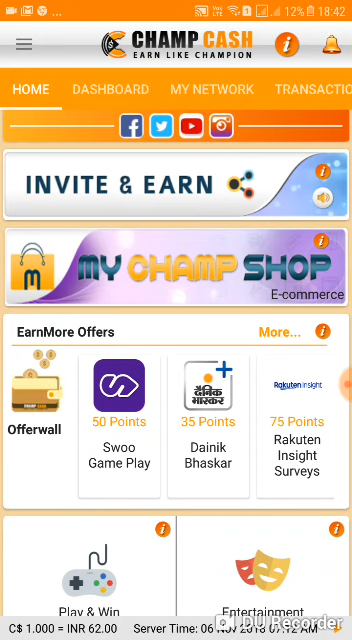 ... 12% 18:42
CHAMP CASH
EARN LIKE CHAMPION
HOME DASHBOARD MY NETWORK TRANSACTIO
INVITE & EARN
MY CHAMP SHOP
E-commerce
EarnMore Offers More...
Offerwall
CHAMP CASH
50 Points
Swoo
Game Play
दैनिक
भास्कर
35 Points
Dainik
Bhaskar
Rakuten Insight
75 Points
Rakuten
Insight
Surveys
Play & Win
Entertainment
DU Recorder
C$ 1.000 = INR 62.00 Server Time: 06 Nov